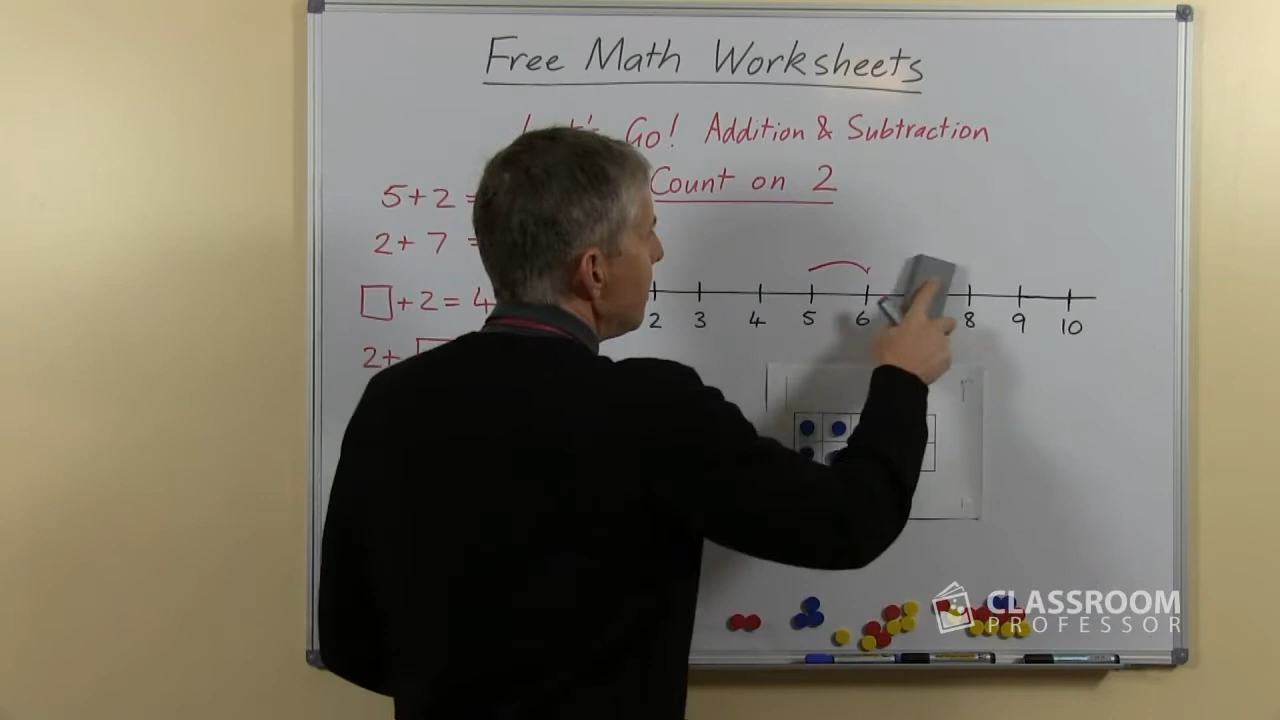 Free Math Worksheets
Go! Addition & Subtraction
Count on 2
5+2 =
2+ 7 =
□+2= 4
2+ □
2 3 4 5 6 8 9 10
CLASSROOM
PROFESSOR